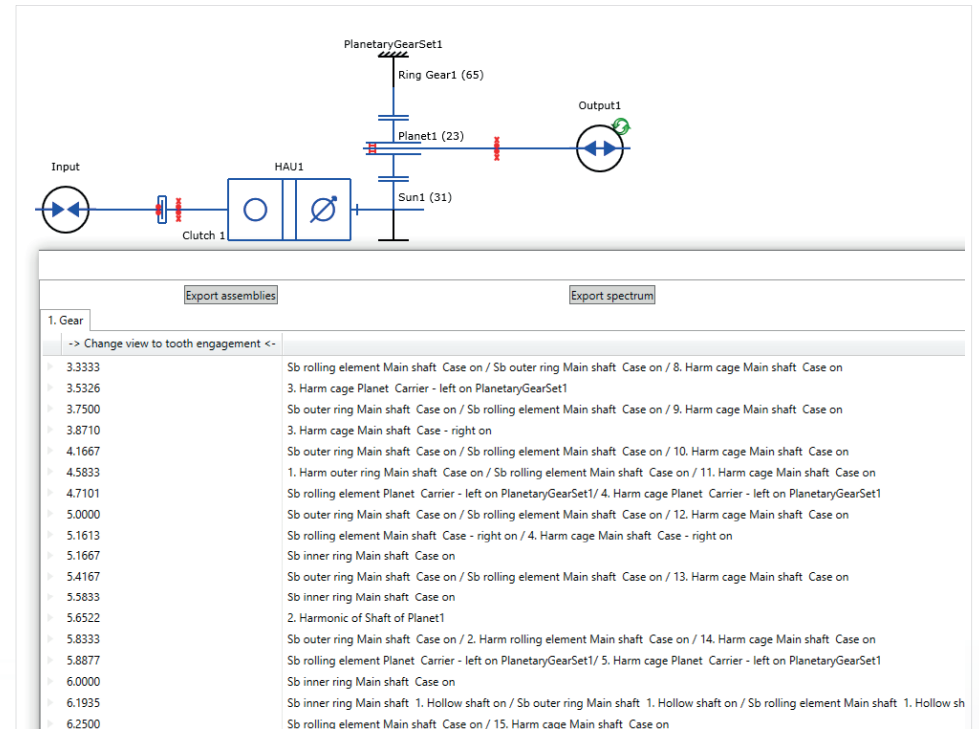 PlanetaryGearSet1
Ring Gear1 (65)
Output1
Planet1 (23)
Input
HAU1
Sun1 (31)
Clutch 1
Export assemblies
Export spectrum
1. Gear
-> Change view to tooth engagement <-
3.3333 Sb rolling element Main shaft Case on / Sb outer ring Main shaft Case on / 8. Harm cage Main shaft Case on
3.5326 3. Harm cage Planet Carrier - left on PlanetaryGearSet1
3.7500 Sb outer ring Main shaft Case on / Sb rolling element Main shaft Case on / 9. Harm cage Main shaft Case on
3.8710 3. Harm cage Main shaft Case - right on
4.1667 Sb outer ring Main shaft Case on / Sb rolling element Main shaft Case on / 10. Harm cage Main shaft Case on
4.5833 1. Harm outer ring Main shaft Case on / Sb rolling element Main shaft Case on / 11. Harm cage Main shaft Case on
4.7101 Sb rolling element Planet Carrier - left on PlanetaryGearSet1/ 4. Harm cage Planet Carrier - left on PlanetaryGearSet1
5.0000 Sb outer ring Main shaft Case on / Sb rolling element Main shaft Case on / 12. Harm cage Main shaft Case on
5.1613 Sb rolling element Main shaft Case - right on / 4. Harm cage Main shaft Case - right on
5.1667 Sb inner ring Main shaft Case on
5.4167 Sb outer ring Main shaft Case on / Sb rolling element Main shaft Case on / 13. Harm cage Main shaft Case on
5.5833 Sb inner ring Main shaft Case on
5.6522 2. Harmonic of Shaft of Planet1
5.8333 Sb outer ring Main shaft Case on / 2. Harm rolling element Main shaft Case on / 14. Harm cage Main shaft Case on
5.8877 Sb rolling element Planet Carrier - left on PlanetaryGearSet1/ 5. Harm cage Planet Carrier - left on PlanetaryGearSet1
6.0000 Sb inner ring Main shaft Case on
6.1935 Sb inner ring Main shaft 1. Hollow shaft on / Sb outer ring Main shaft 1. Hollow shaft on / Sb rolling element Main shaft 1. Hollow sh
6.2500 Sb rolling element Main shaft Case on / 15. Harm cage Main shaft Case on